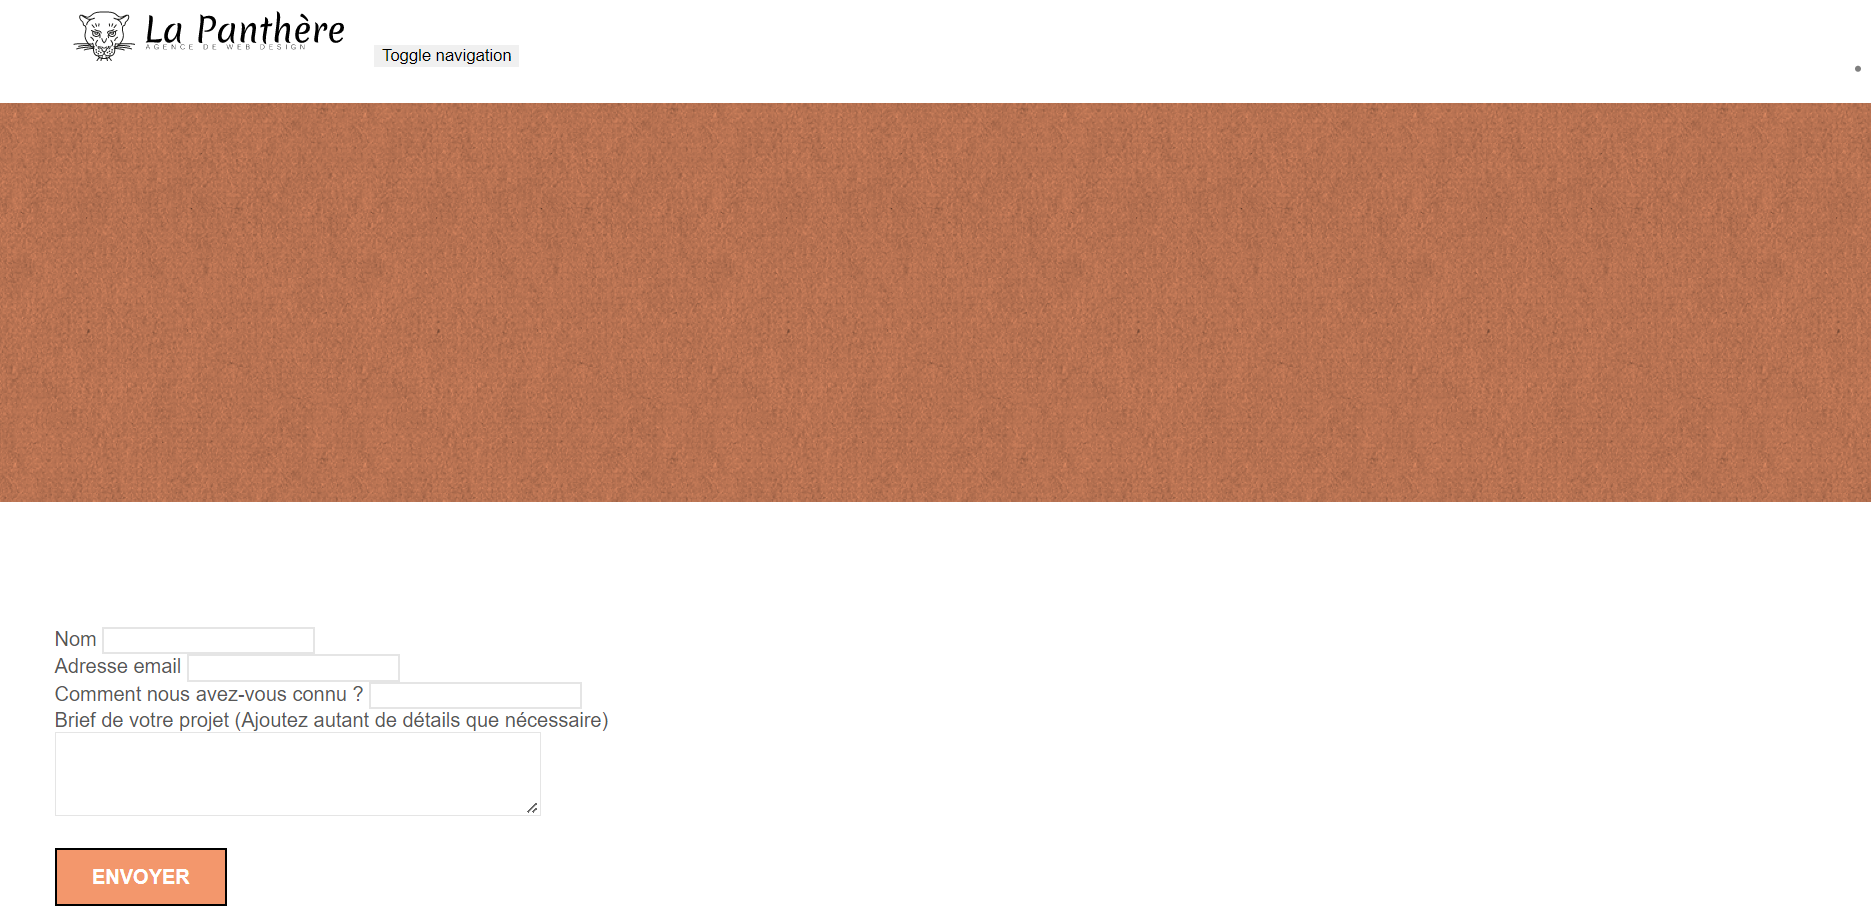 La Panthère
AGENCE DE WEB DESIGN
Toggle navigation
Nom
Adresse email
Comment nous avez-vous connu ?
Brief de votre projet (Ajoutez autant de détails que nécessaire)
ENVOYER